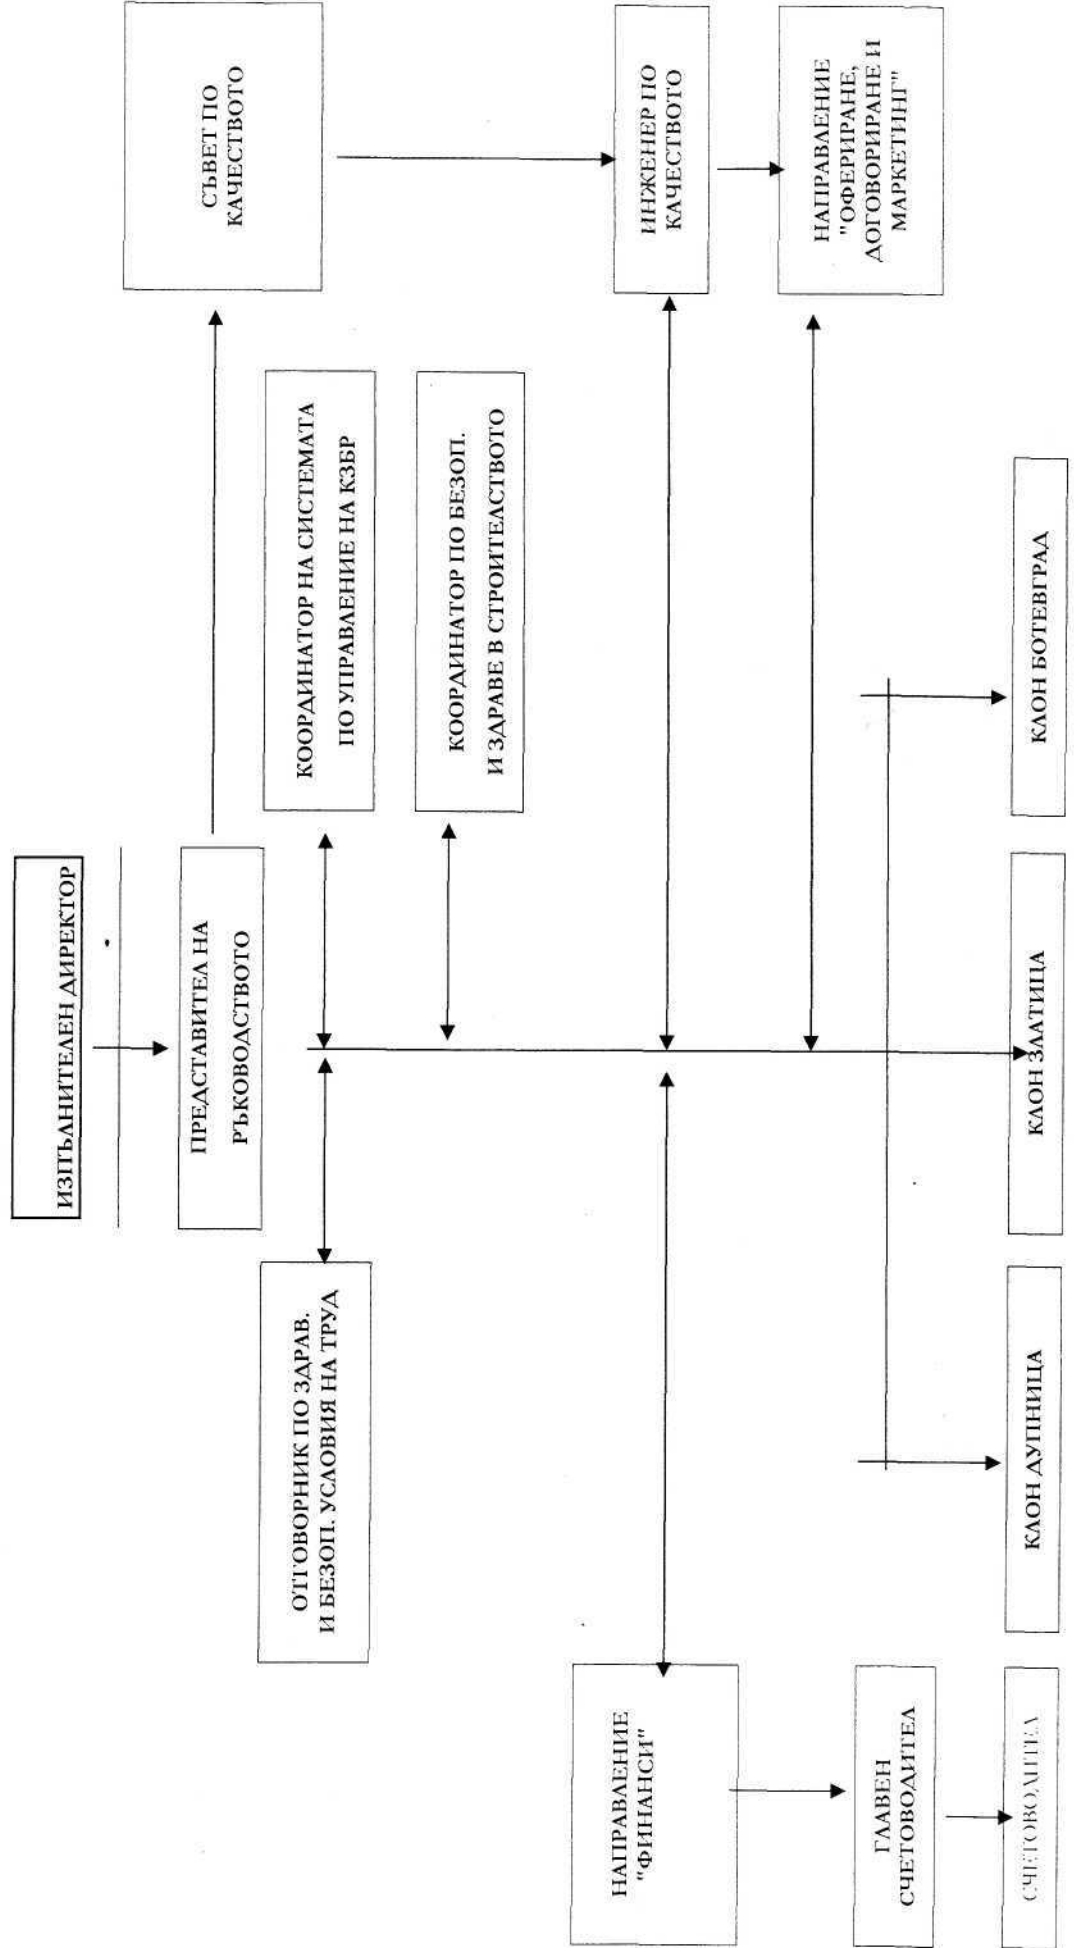 ИЗПЪЛНИТЕЛЕН ДИРЕКТОР
ПРЕДСТАВИТЕЛ НА
РЪКОВОДСТВОТО
СЪВЕТ ПО
КАЧЕСТВОТО
ОТГОВОРНИК ПО ЗДРАВ.
И БЕЗОП. УСЛОВИЯ НА ТРУД
КООРДИНАТОР НА СИСТЕМАТА
ПО УПРАВЛЕНИЕ НА КЗБР
КООРДИНАТОР ПО БЕЗОП.
И ЗДРАВЕ В СТРОИТЕЛСТВОТО
НАПРАВЛЕНИЕ
"ФИНАНСИ"
ИНЖЕНЕР ПО
КАЧЕСТВОТО
НАПРАВЛЕНИЕ
"ОФЕРИРАНЕ,
ДОГОВОРИРАНЕ И
МАРКЕТИНГ"
ГЛАВЕН
СЧЕТОВОДИТЕЛ
СЧЕТОВОДИТЕЛ
КЛОН ДУПНИЦА
КЛОН ЗЛАТИЦА
КЛОН БОТЕВГРАД